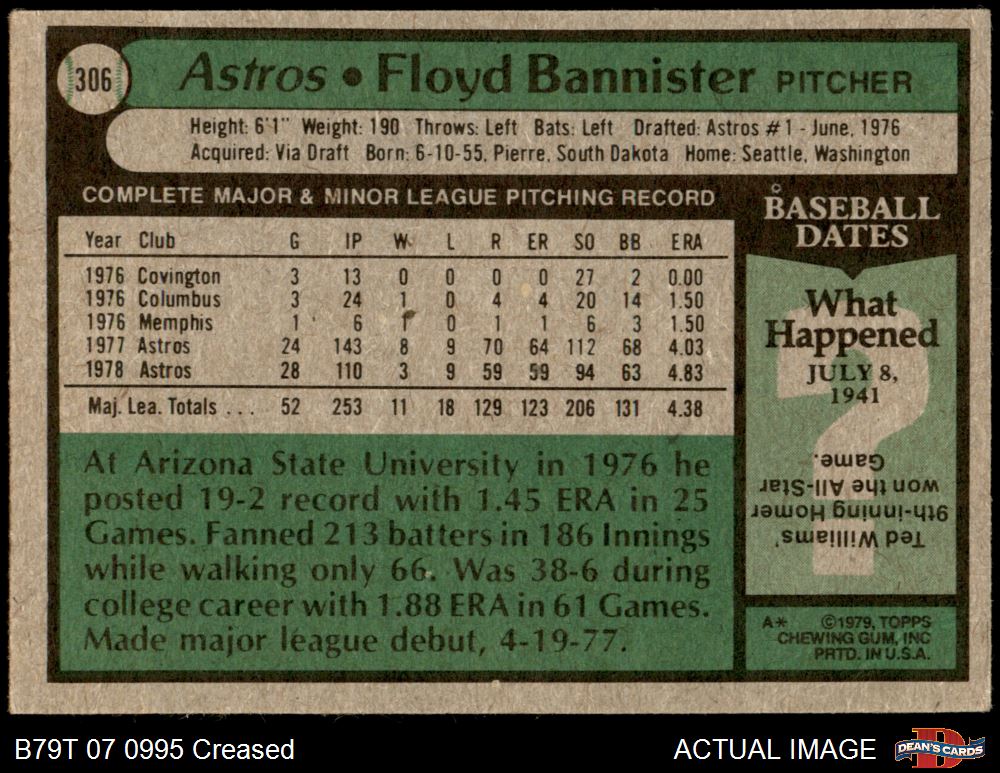 306
Astros • Floyd Bannister PITCHER
Height: 6'1" Weight: 190 Throws: Left Bats: Left Drafted: Astros #1 - June, 1976
Acquired: Via Draft Born: 6-10-55, Pierre, South Dakota Home: Seattle, Washington
COMPLETE MAJOR & MINOR LEAGUE PITCHING RECORD
Year Club G IP W L R ER SO BB ERA
1976 Covington 3 13 0 0 0 0 27 2 0.00
1976 Columbus 3 24 1 0 4 4 20 14 1.50
1976 Memphis 1 6 1 0 1 1 6 3 1.50
1977 Astros 24 143 8 9 70 64 112 68 4.03
1978 Astros 28 110 3 9 59 59 94 63 4.83
Maj. Lea. Totals ... 52 253 11 18 129 123 206 131 4.38
At Arizona State University in 1976 he
posted 19-2 record with 1.45 ERA in 25
Games. Fanned 213 batters in 186 Innings
while walking only 66. Was 38-6 during
college career with 1.88 ERA in 61 Games.
Made major league debut, 4-19-77.
BASEBALL
DATES
What
Happened
JULY 8,
1941
?
Ted Williams'
9th-inning Homer
won the All-Star
Game.
A* ©1979, TOPPS
CHEWING GUM, INC
PRTD. IN U.S.A.
B79T 07 0995 Creased
ACTUAL IMAGE
DEAN'S CARDS